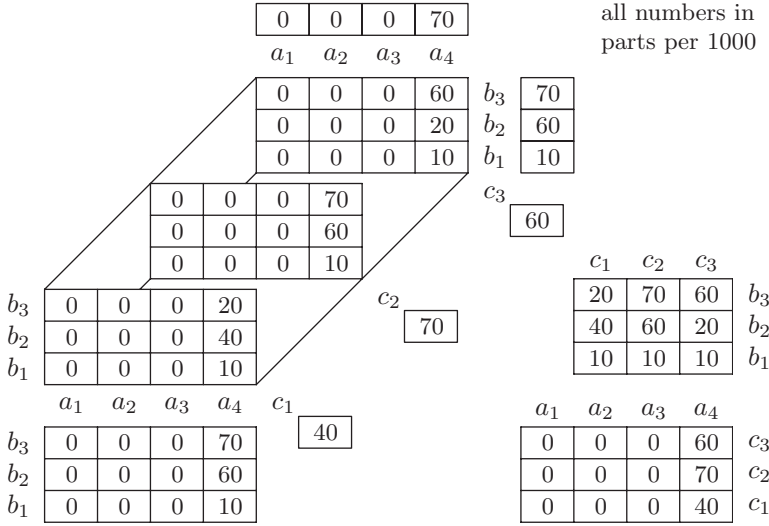 0 0 0 70
all numbers in
parts per 1000
a1 a2 a3 a4
0 0 0 60 b3 70
0 0 0 20 b2 60
0 0 0 10 b1 10
c3
60
0 0 0 70
0 0 0 60
0 0 0 10
c2
70
c1 c2 c3
20 70 60 b3
40 60 20 b2
10 10 10 b1
b3 0 0 0 20
b2 0 0 0 40
b1 0 0 0 10
a1 a2 a3 a4 c1
40
b3 0 0 0 70
b2 0 0 0 60
b1 0 0 0 10
a1 a2 a3 a4
0 0 0 60 c3
0 0 0 70 c2
0 0 0 40 c1